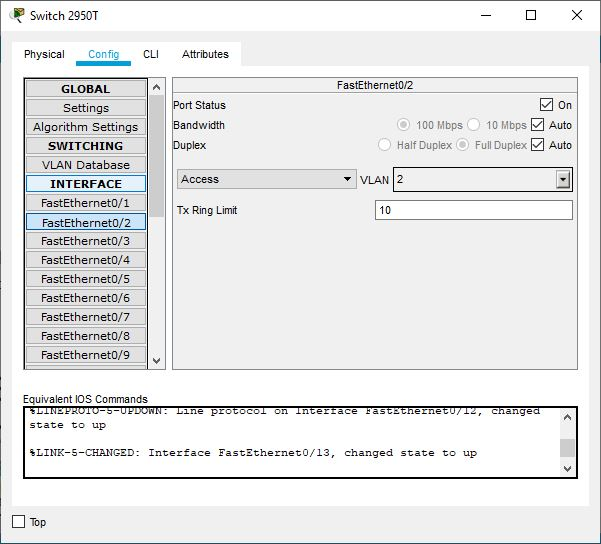 Switch 2950T
Physical Config CLI Attributes
GLOBAL
Settings
Algorithm Settings
SWITCHING
VLAN Database
INTERFACE
FastEthernet0/1
FastEthernet0/2
FastEthernet0/3
FastEthernet0/4
FastEthernet0/5
FastEthernet0/6
FastEthernet0/7
FastEthernet0/8
FastEthernet0/9
FastEthernet0/2
Port Status On
Bandwidth 100 Mbps 10 Mbps Auto
Duplex Half Duplex Full Duplex Auto
Access VLAN 2
Tx Ring Limit 10
Equivalent IOS Commands
%LINEPROTO-5-UPDOWN: Line protocol on Interface FastEthernet0/12, changed
state to up
%LINK-5-CHANGED: Interface FastEthernet0/13, changed state to up
Top